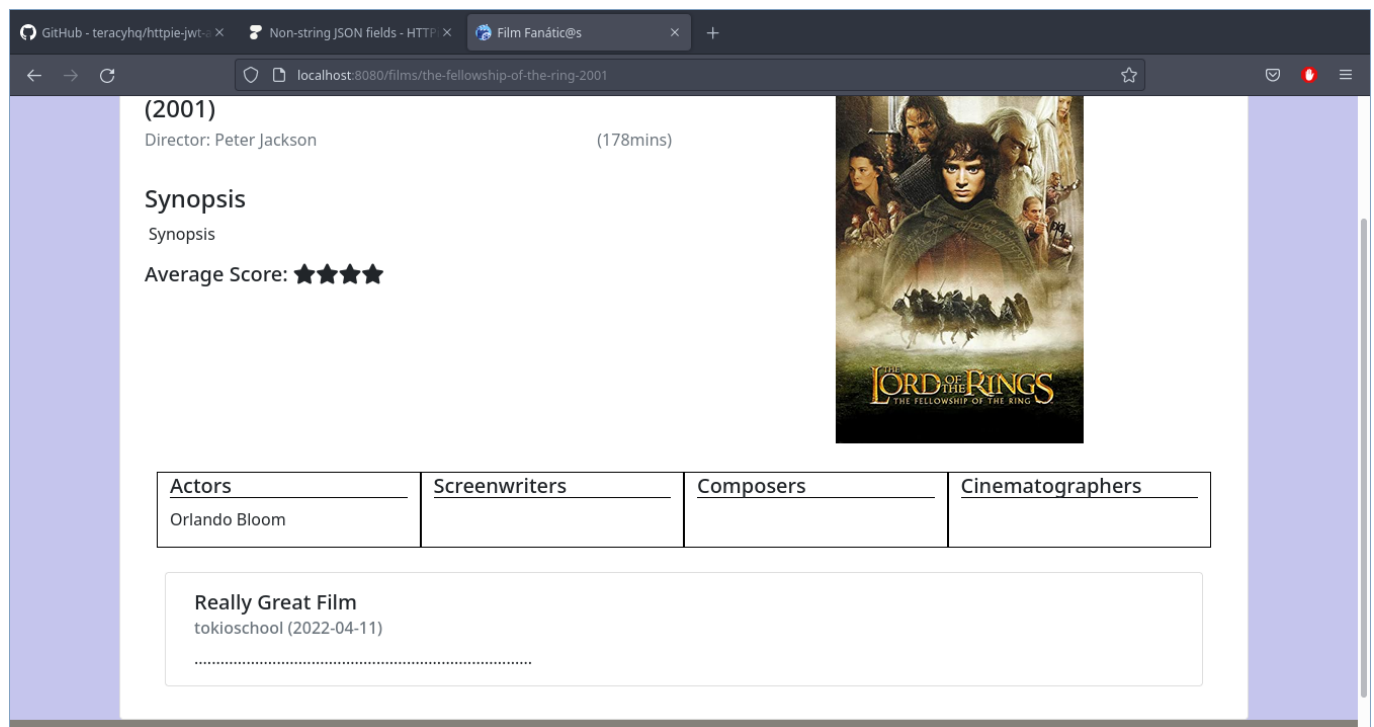 GitHub - teracyhq/httpie-jwt-a
Non-string JSON fields - HTTPi
Film Fanátic@s
localhost:8080/films/the-fellowship-of-the-ring-2001
(2001)
Director: Peter Jackson (178mins)
Synopsis
Synopsis
Average Score:
THE LORD OF THE RINGS
THE FELLOWSHIP OF THE RING
Actors Screenwriters Composers Cinematographers
Orlando Bloom
Really Great Film
tokioschool (2022-04-11)
..............................................................................